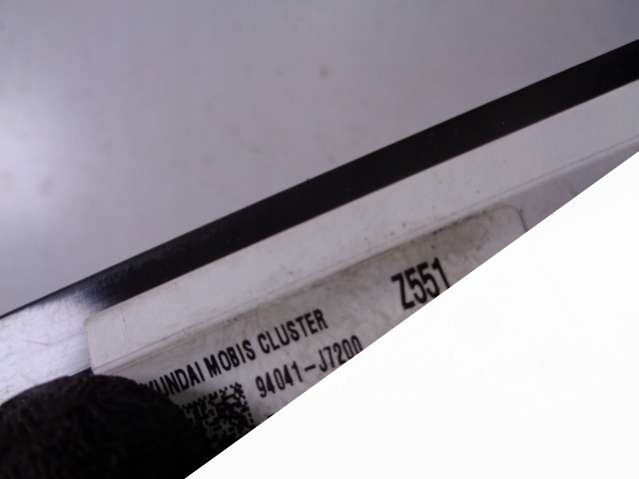 Z551
HYUNDAI MOBIS CLUSTER
94041-J7200